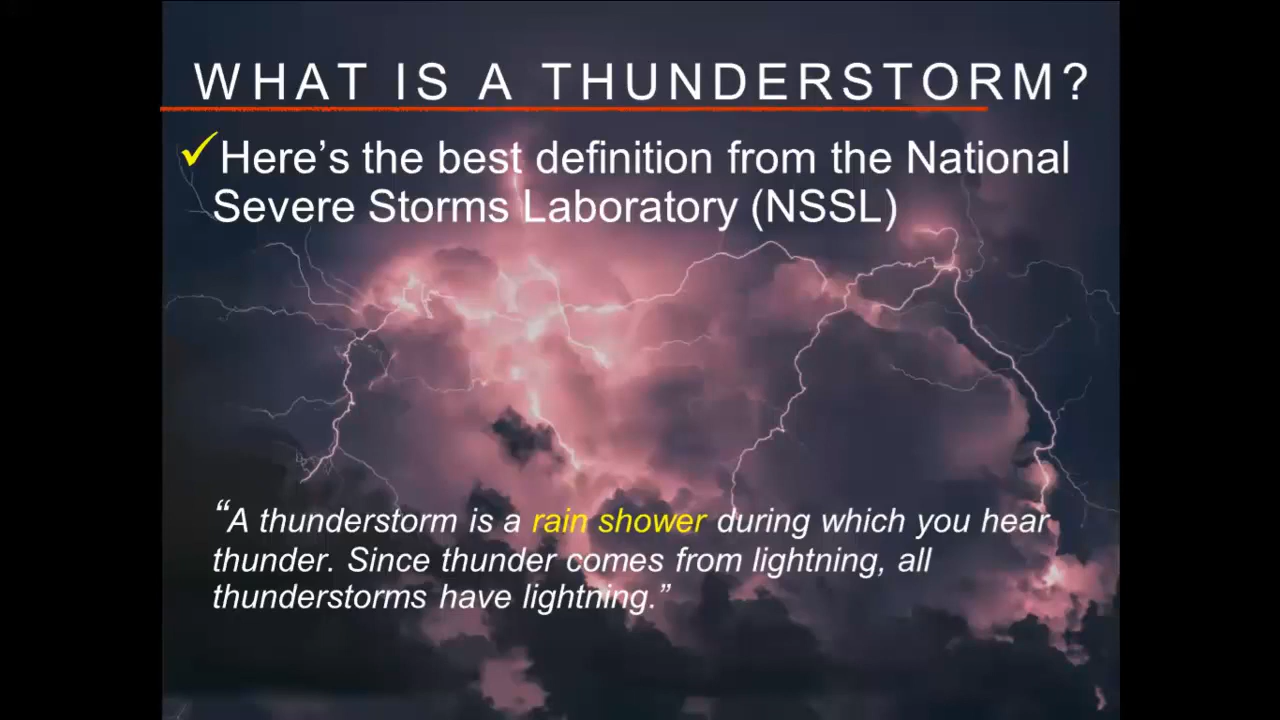 WHAT IS A THUNDERSTORM?
✓Here’s the best definition from the National
Severe Storms Laboratory (NSSL)
“A thunderstorm is a rain shower during which you hear
thunder. Since thunder comes from lightning, all
thunderstorms have lightning.”